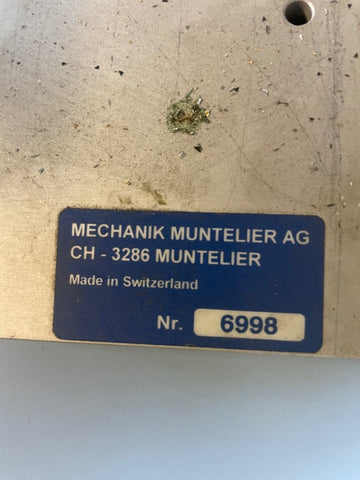 MECHANIK MUNTELIER AG
CH - 3286 MUNTELIER
Made in Switzerland
Nr. 6998